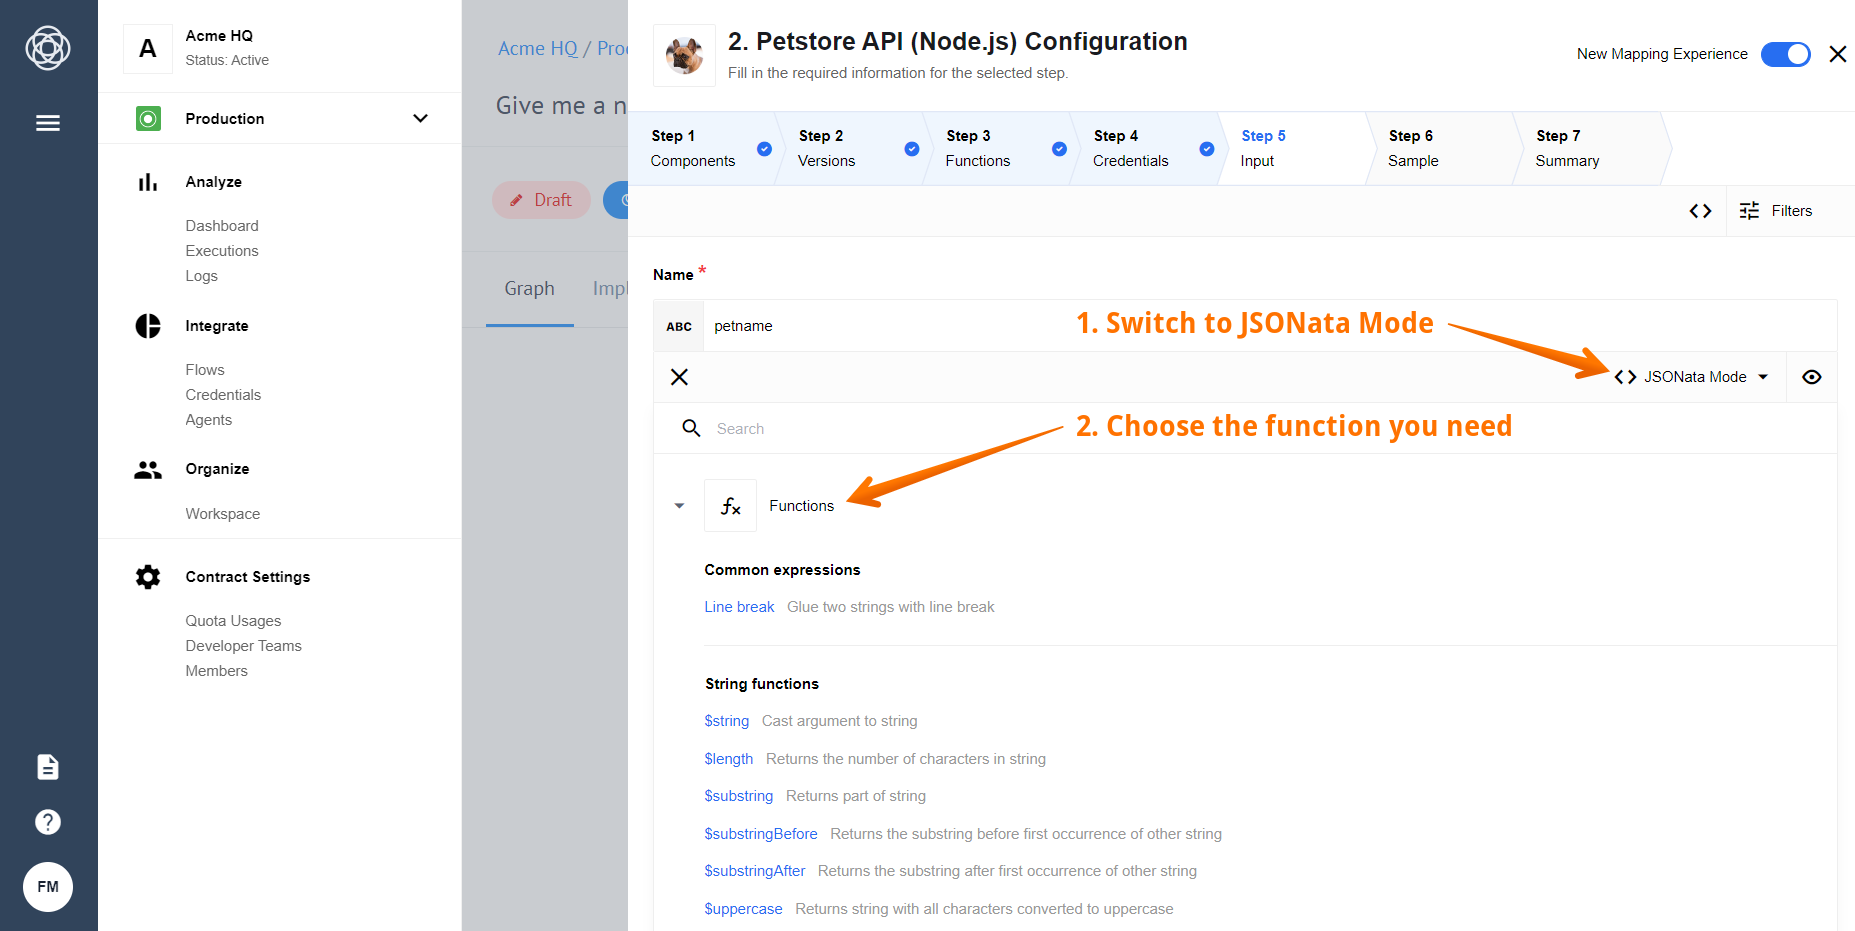 A
Acme HQ
Status: Active
Production
Analyze
Dashboard
Executions
Logs
Integrate
Flows
Credentials
Agents
Organize
Workspace
Contract Settings
Quota Usages
Developer Teams
Members
FM
Acme HQ / Pro
Give me a n
Draft
Graph
Impl
2. Petstore API (Node.js) Configuration
Fill in the required information for the selected step.
New Mapping Experience
Step 1
Components
Step 2
Versions
Step 3
Functions
Step 4
Credentials
Step 5
Input
Step 6
Sample
Step 7
Summary
Filters
Name *
ABC petname
1. Switch to JSONata Mode
JSONata Mode
Search
2. Choose the function you need
fx Functions
Common expressions
Line break Glue two strings with line break
String functions
$string Cast argument to string
$length Returns the number of characters in string
$substring Returns part of string
$substringBefore Returns the substring before first occurrence of other string
$substringAfter Returns the substring after first occurrence of other string
$uppercase Returns string with all characters converted to uppercase